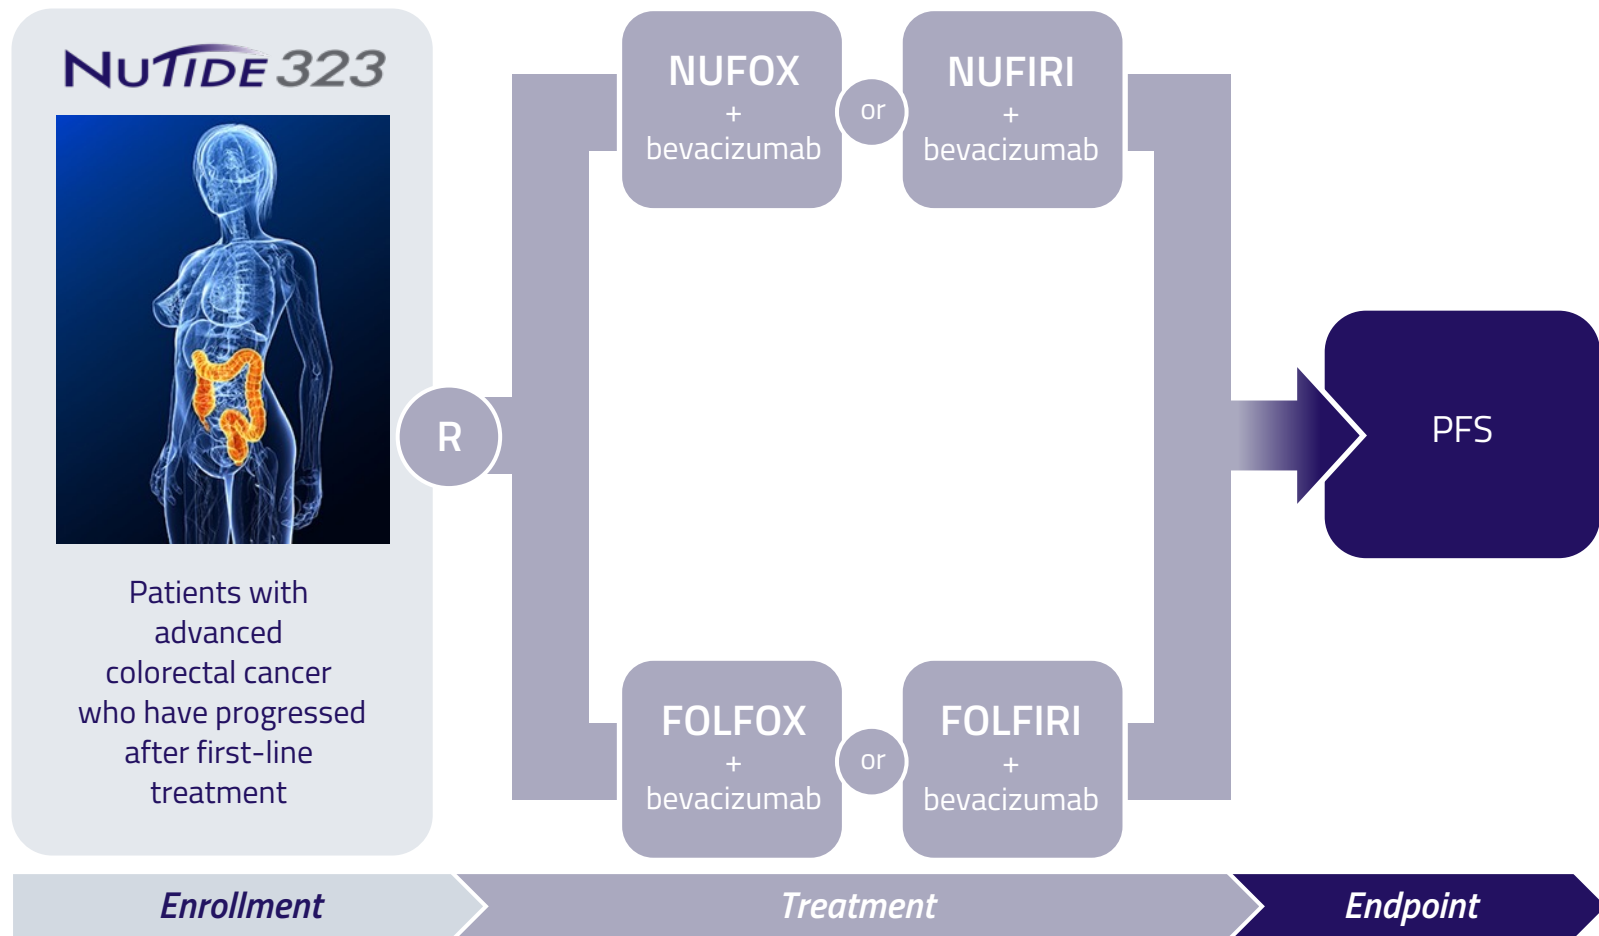 NUTIDE 323
Patients with
advanced
colorectal cancer
who have progressed
after first-line
treatment
R
NUFOX
+
bevacizumab
or
NUFIRI
+
bevacizumab
FOLFOX
+
bevacizumab
or
FOLFIRI
+
bevacizumab
PFS
Enrollment
Treatment
Endpoint